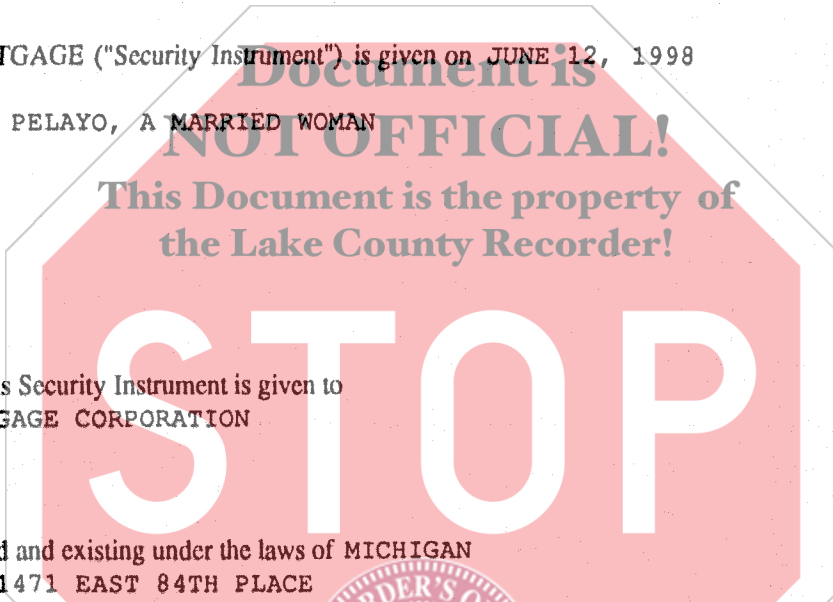 TGAGE ("Security Instrument") is given on JUNE 12, 1998
Document is
PELAYO, A MARRIED WOMAN
NOT OFFICIAL!
This Document is the property of
the Lake County Recorder!
STOP
s Security Instrument is given to
GAGE CORPORATION
d and existing under the laws of MICHIGAN
1471 EAST 84TH PLACE